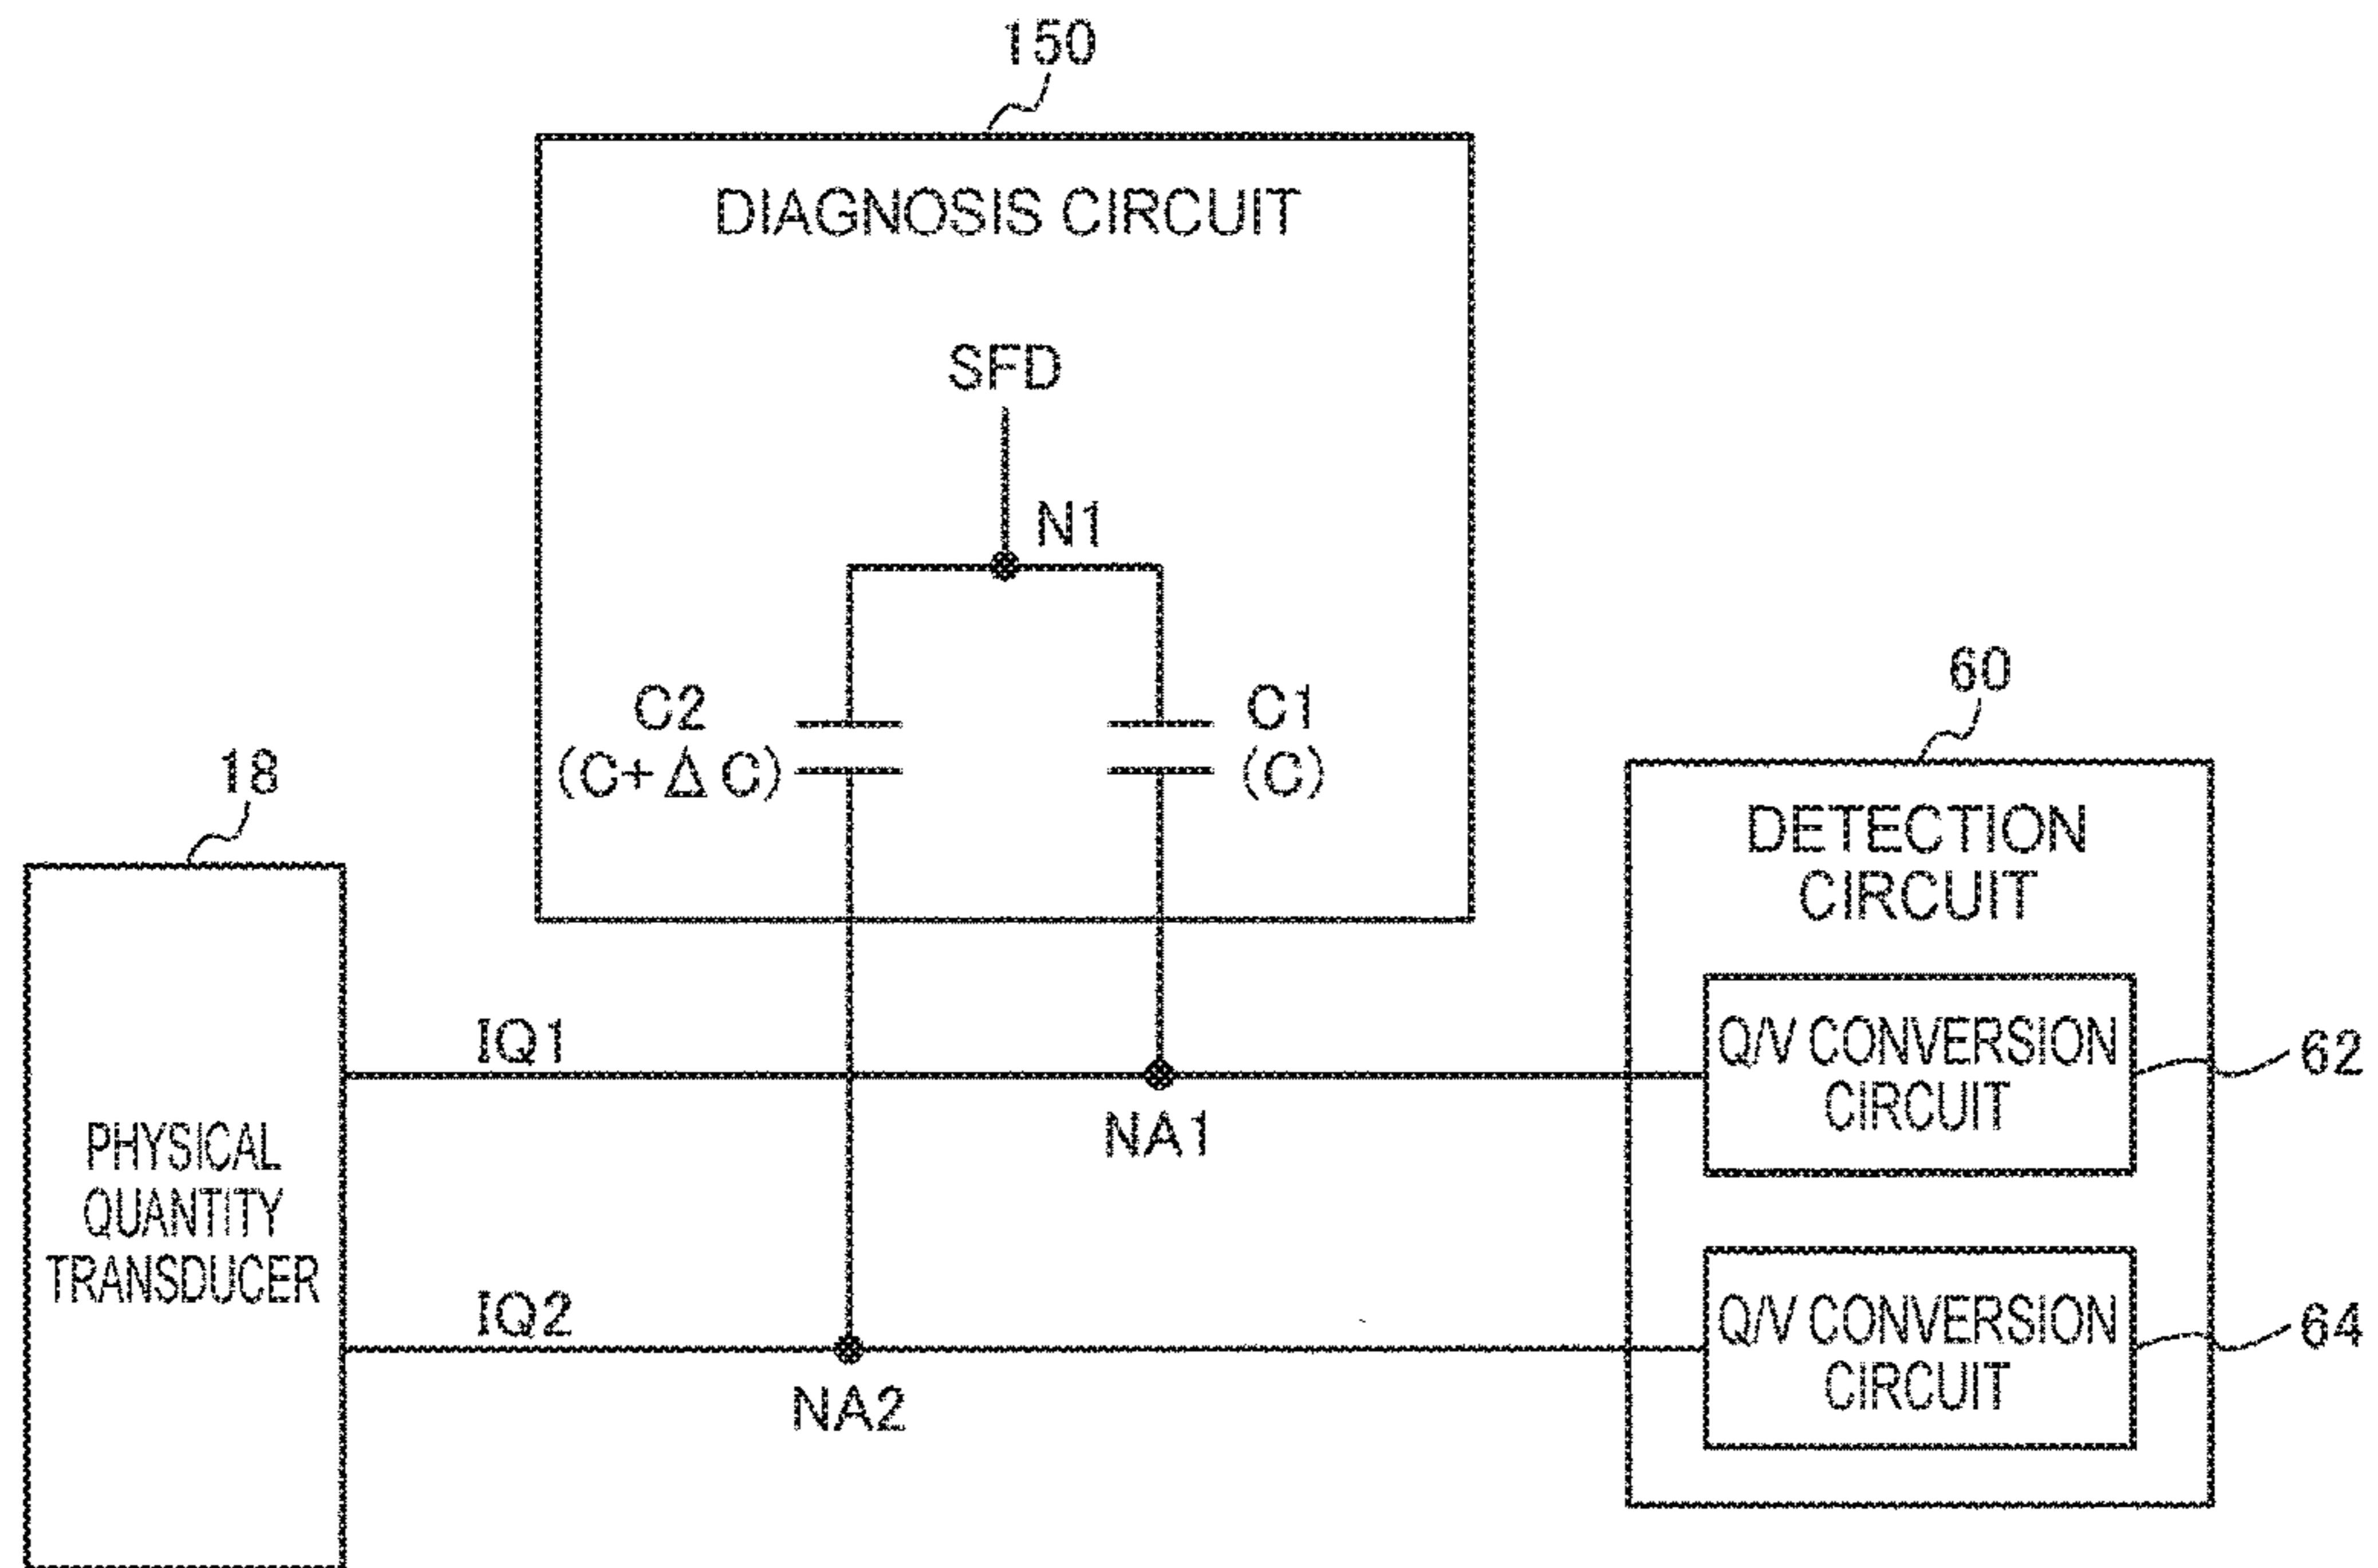 150
DIAGNOSIS CIRCUIT
SFD
N1
C2
(C+ΔC)
C1
(C)
18
PHYSICAL
QUANTITY
TRANSDUCER
IQ1
NA1
IQ2
NA2
60
DETECTION
CIRCUIT
Q/V CONVERSION
CIRCUIT
62
Q/V CONVERSION
CIRCUIT
64